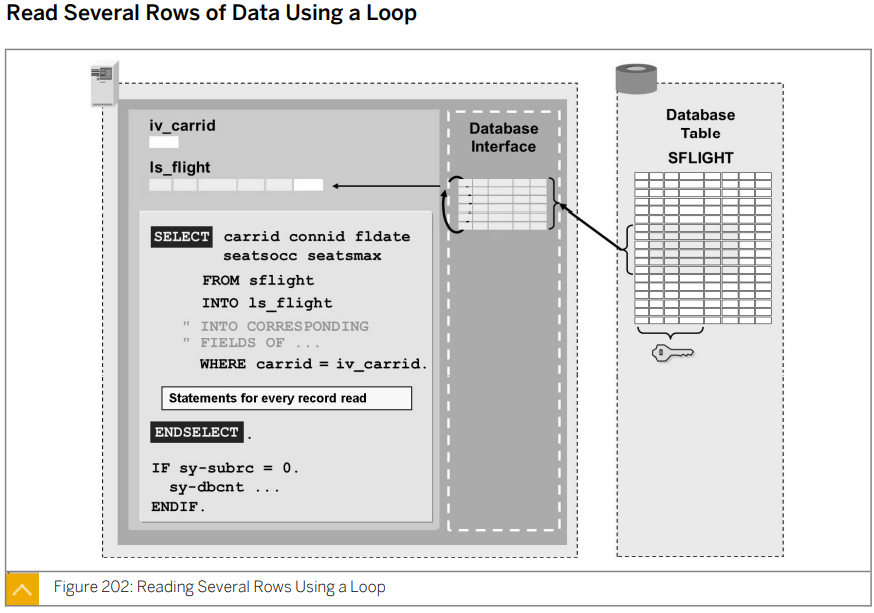 Read Several Rows of Data Using a Loop
iv_carrid
ls_flight
Database
Interface
Database
Table
SFLIGHT
SELECT carrid connid fldate
seatsocc seatsmax
FROM sflight
INTO ls_flight
" INTO CORRESPONDING
" FIELDS OF ...
WHERE carrid = iv_carrid.
Statements for every record read
ENDSELECT .
IF sy-subrc = 0.
sy-dbcnt ...
ENDIF.
Figure 202: Reading Several Rows Using a Loop